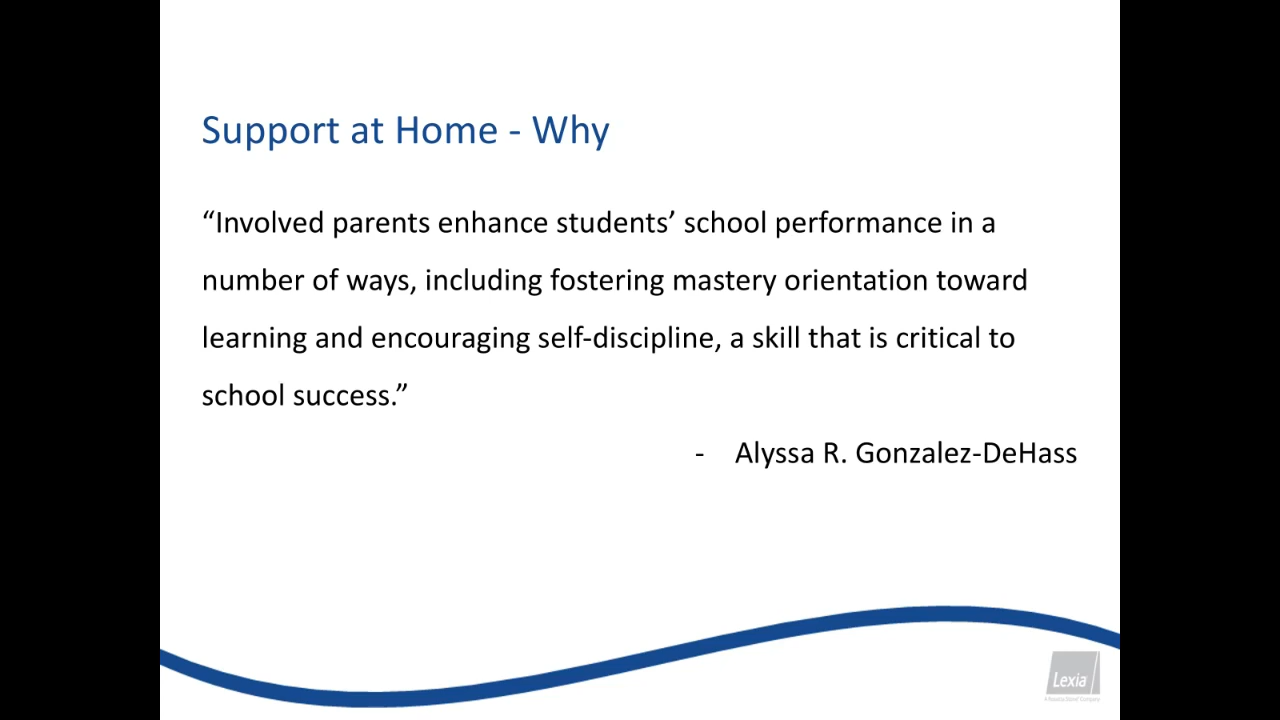 Support at Home - Why
“Involved parents enhance students’ school performance in a
number of ways, including fostering mastery orientation toward
learning and encouraging self-discipline, a skill that is critical to
school success.”
- Alyssa R. Gonzalez-DeHass
Lexia